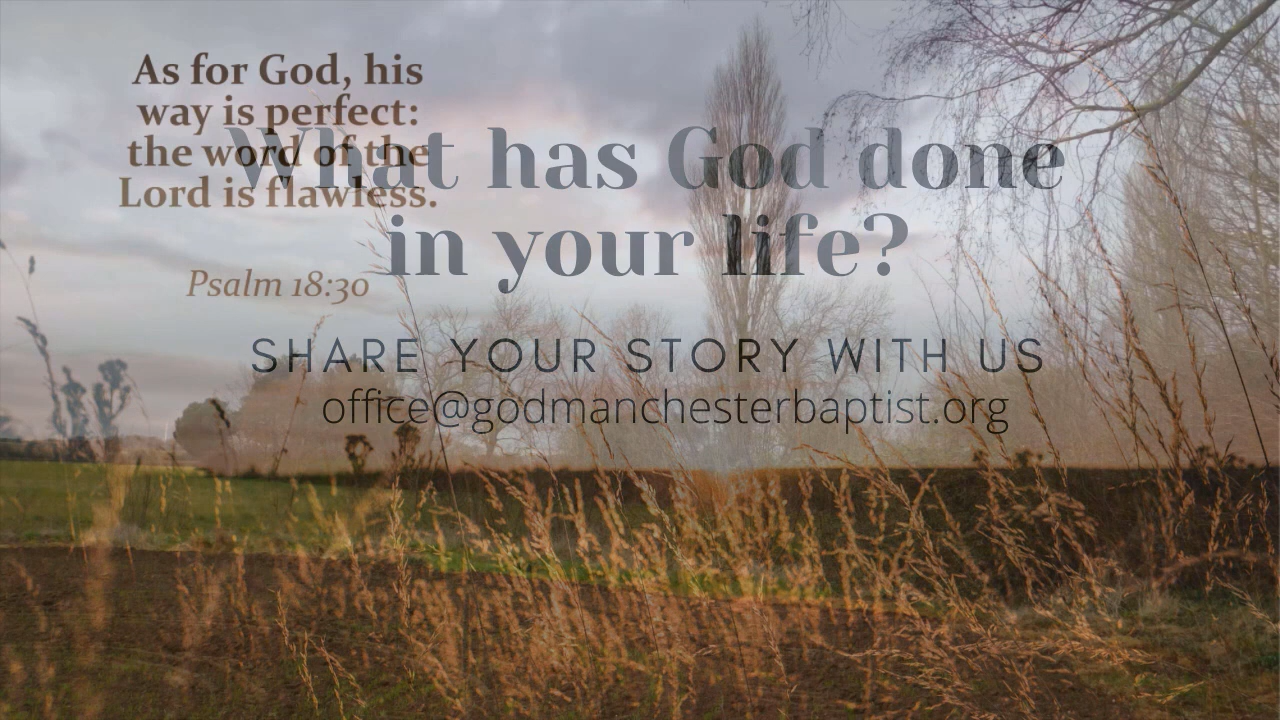 As for God, his
way is perfect:
the word of the
Lord is flawless.
Psalm 18:30
What has God done
in your life?
SHARE YOUR STORY WITH US
office@godmanchesterbaptist.org